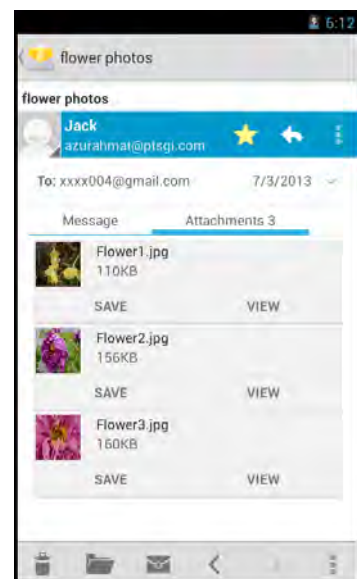 6:12
flower photos
flower photos
Jack
azurahmat@ptsgi.com
To: xxxx004@gmail.com 7/3/2013
Message Attachments 3
Flower1.jpg
110KB
SAVE VIEW
Flower2.jpg
156KB
SAVE VIEW
Flower3.jpg
160KB
SAVE VIEW